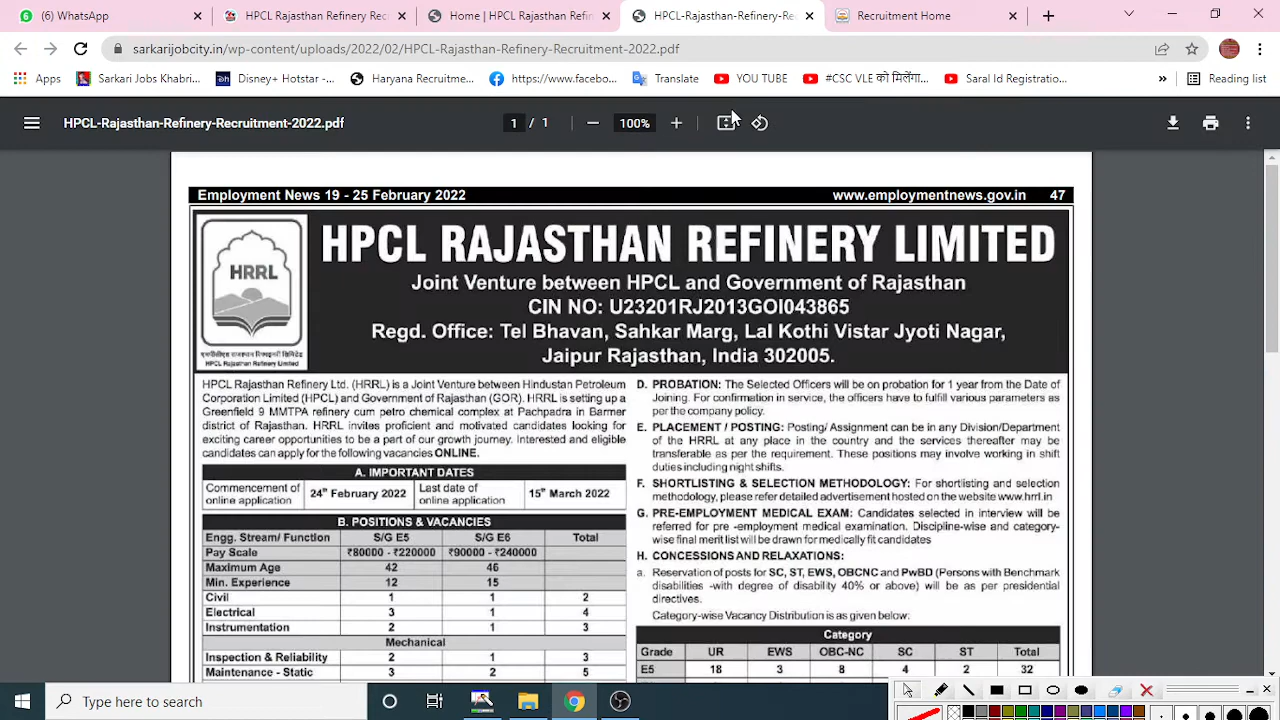 (6) WhatsApp
HPCL Rajasthan Refinery Rec
Home | HPCL Rajasthan Refin
HPCL-Rajasthan-Refinery-Re
Recruitment Home
sarkarijobcity.in/wp-content/uploads/2022/02/HPCL-Rajasthan-Refinery-Recruitment-2022.pdf
Apps
Sarkari Jobs Khabri...
Disney+ Hotstar -...
Haryana Recruitme...
https://www.facebo...
Translate
YOU TUBE
#CSC VLE को मिलेंगा...
Saral Id Registratio...
»
Reading list
HPCL-Rajasthan-Refinery-Recruitment-2022.pdf
1 / 1
100%
Employment News 19 - 25 February 2022
www.employmentnews.gov.in 47
HRRL
एचपीसीएल राजस्थान रिफाइनरी लिमिटेड
HPCL Rajasthan Refinery Limited
HPCL RAJASTHAN REFINERY LIMITED
Joint Venture between HPCL and Government of Rajasthan
CIN NO: U23201RJ2013GOI043865
Regd. Office: Tel Bhavan, Sahkar Marg, Lal Kothi Vistar Jyoti Nagar,
Jaipur Rajasthan, India 302005.
HPCL Rajasthan Refinery Ltd. (HRRL) is a Joint Venture between Hindustan Petroleum
Corporation Limited (HPCL) and Government of Rajasthan (GOR). HRRL is setting up a
Greenfield 9 MMTPA refinery cum petro chemical complex at Pachpadra in Barmer
district of Rajasthan. HRRL invites proficient and motivated candidates looking for
exciting career opportunities to be a part of our growth journey. Interested and eligible
candidates can apply for the following vacancies ONLINE.
A. IMPORTANT DATES
Commencement of online application 24th February 2022 Last date of online application 15th March 2022
B. POSITIONS & VACANCIES
Engg. Stream/ Function S/G E5 S/G E6 Total
Pay Scale ₹80000 - ₹220000 ₹90000 - ₹240000
Maximum Age 42 46
Min. Experience 12 15
Civil 1 1 2
Electrical 3 1 4
Instrumentation 2 1 3
Mechanical
Inspection & Reliability 2 1 3
Maintenance - Static 3 2 5
D. PROBATION: The Selected Officers will be on probation for 1 year from the Date of
Joining. For confirmation in service, the officers have to fulfill various parameters as
per the company policy.
E. PLACEMENT / POSTING: Posting/ Assignment can be in any Division/Department
of the HRRL at any place in the country and the services thereafter may be
transferable as per the requirement. These positions may involve working in shift
duties including night shifts.
F. SHORTLISTING & SELECTION METHODOLOGY: For shortlisting and selection
methodology, please refer detailed advertisement hosted on the website www.hrrl.in
G. PRE-EMPLOYMENT MEDICAL EXAM: Candidates selected in interview will be
referred for pre -employment medical examination. Discipline-wise and category-
wise final merit list will be drawn for medically fit candidates
H. CONCESSIONS AND RELAXATIONS:
a. Reservation of posts for SC, ST, EWS, OBCNC and PwBD (Persons with Benchmark
disabilities -with degree of disability 40% or above) will be as per presidential
directives.
Category-wise Vacancy Distribution is as given below:
Category
Grade UR EWS OBC-NC SC ST Total
E5 18 3 8 4 2 32
Type here to search